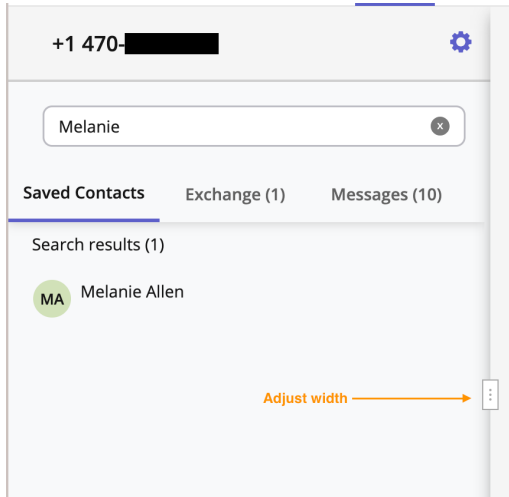 +1 470-
Melanie
x
Saved Contacts Exchange (1) Messages (10)
Search results (1)
MA Melanie Allen
Adjust width